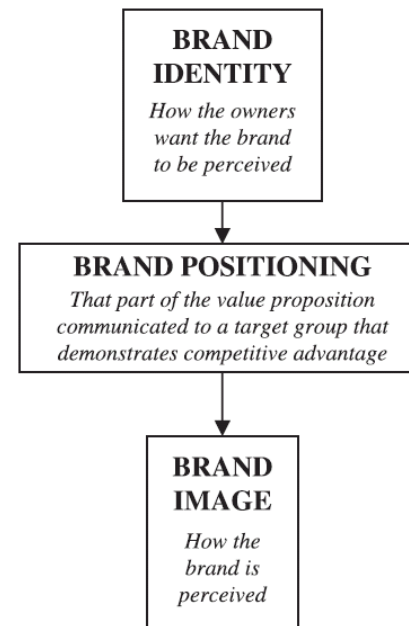 BRAND
IDENTITY
How the owners
want the brand
to be perceived
BRAND POSITIONING
That part of the value proposition
communicated to a target group that
demonstrates competitive advantage
BRAND
IMAGE
How the
brand is
perceived